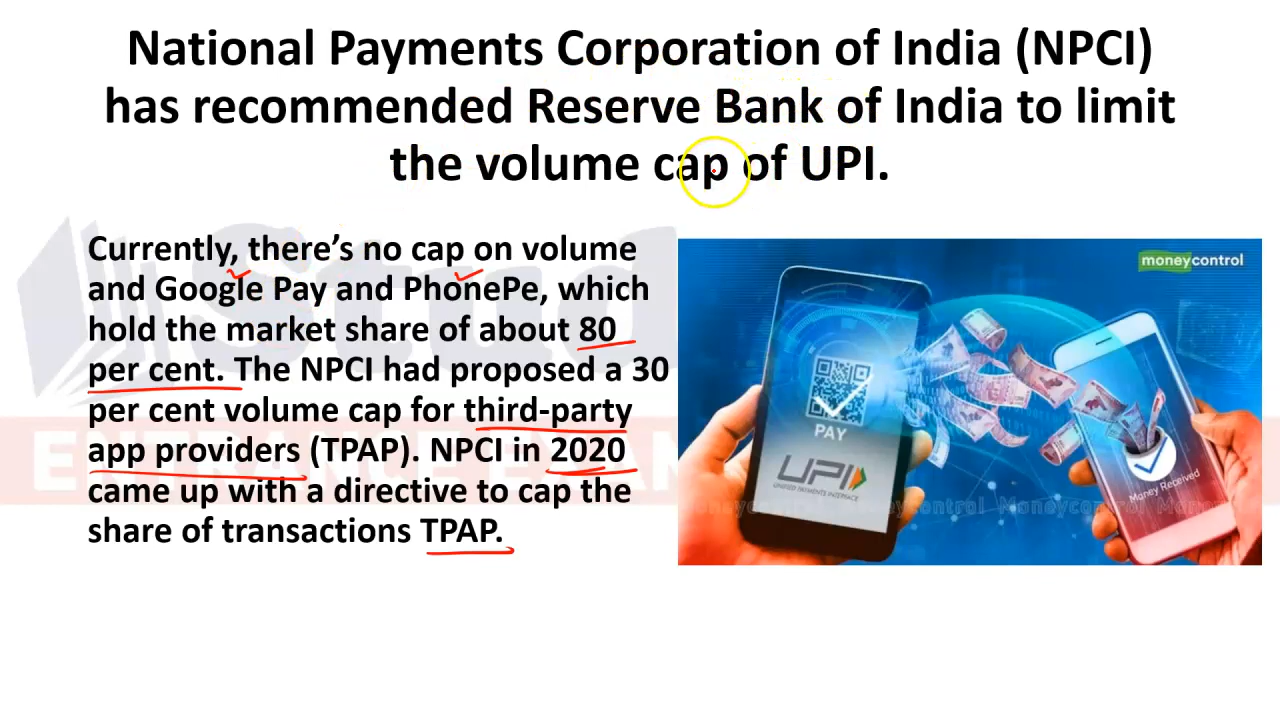 National Payments Corporation of India (NPCI)
has recommended Reserve Bank of India to limit
the volume cap of UPI.
Currently, there's no cap on volume
and Google Pay and PhonePe, which
hold the market share of about 80
per cent. The NPCI had proposed a 30
per cent volume cap for third-party
app providers (TPAP). NPCI in 2020
came up with a directive to cap the
share of transactions TPAP.
moneycontrol
PAY
UPI
UNIFIED PAYMENTS INTERFACE
Money Received
Moneycontrol
ENTRANCE EXAM